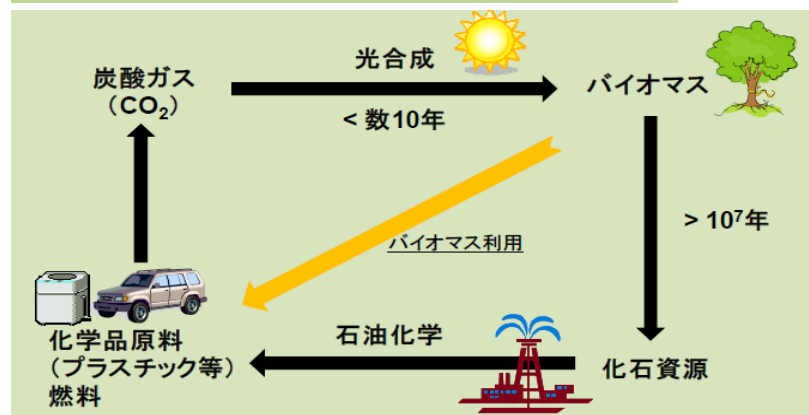 光合成
炭酸ガス
（CO₂）
バイオマス
< 数10年
> 10⁷年
バイオマス利用
石油化学
化石資源
化学品原料
（プラスチック等）
燃料